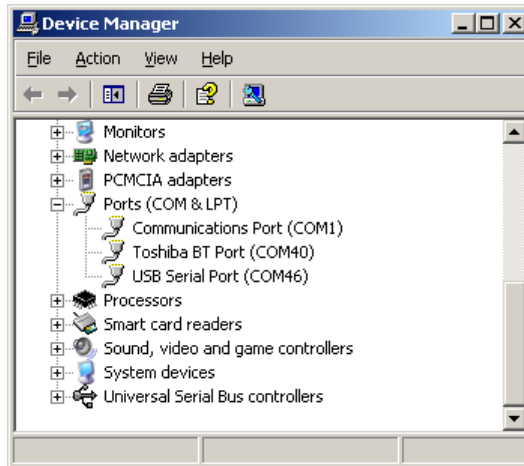 Device Manager
File Action View Help
Monitors
Network adapters
PCMCIA adapters
Ports (COM & LPT)
Communications Port (COM1)
Toshiba BT Port (COM40)
USB Serial Port (COM46)
Processors
Smart card readers
Sound, video and game controllers
System devices
Universal Serial Bus controllers